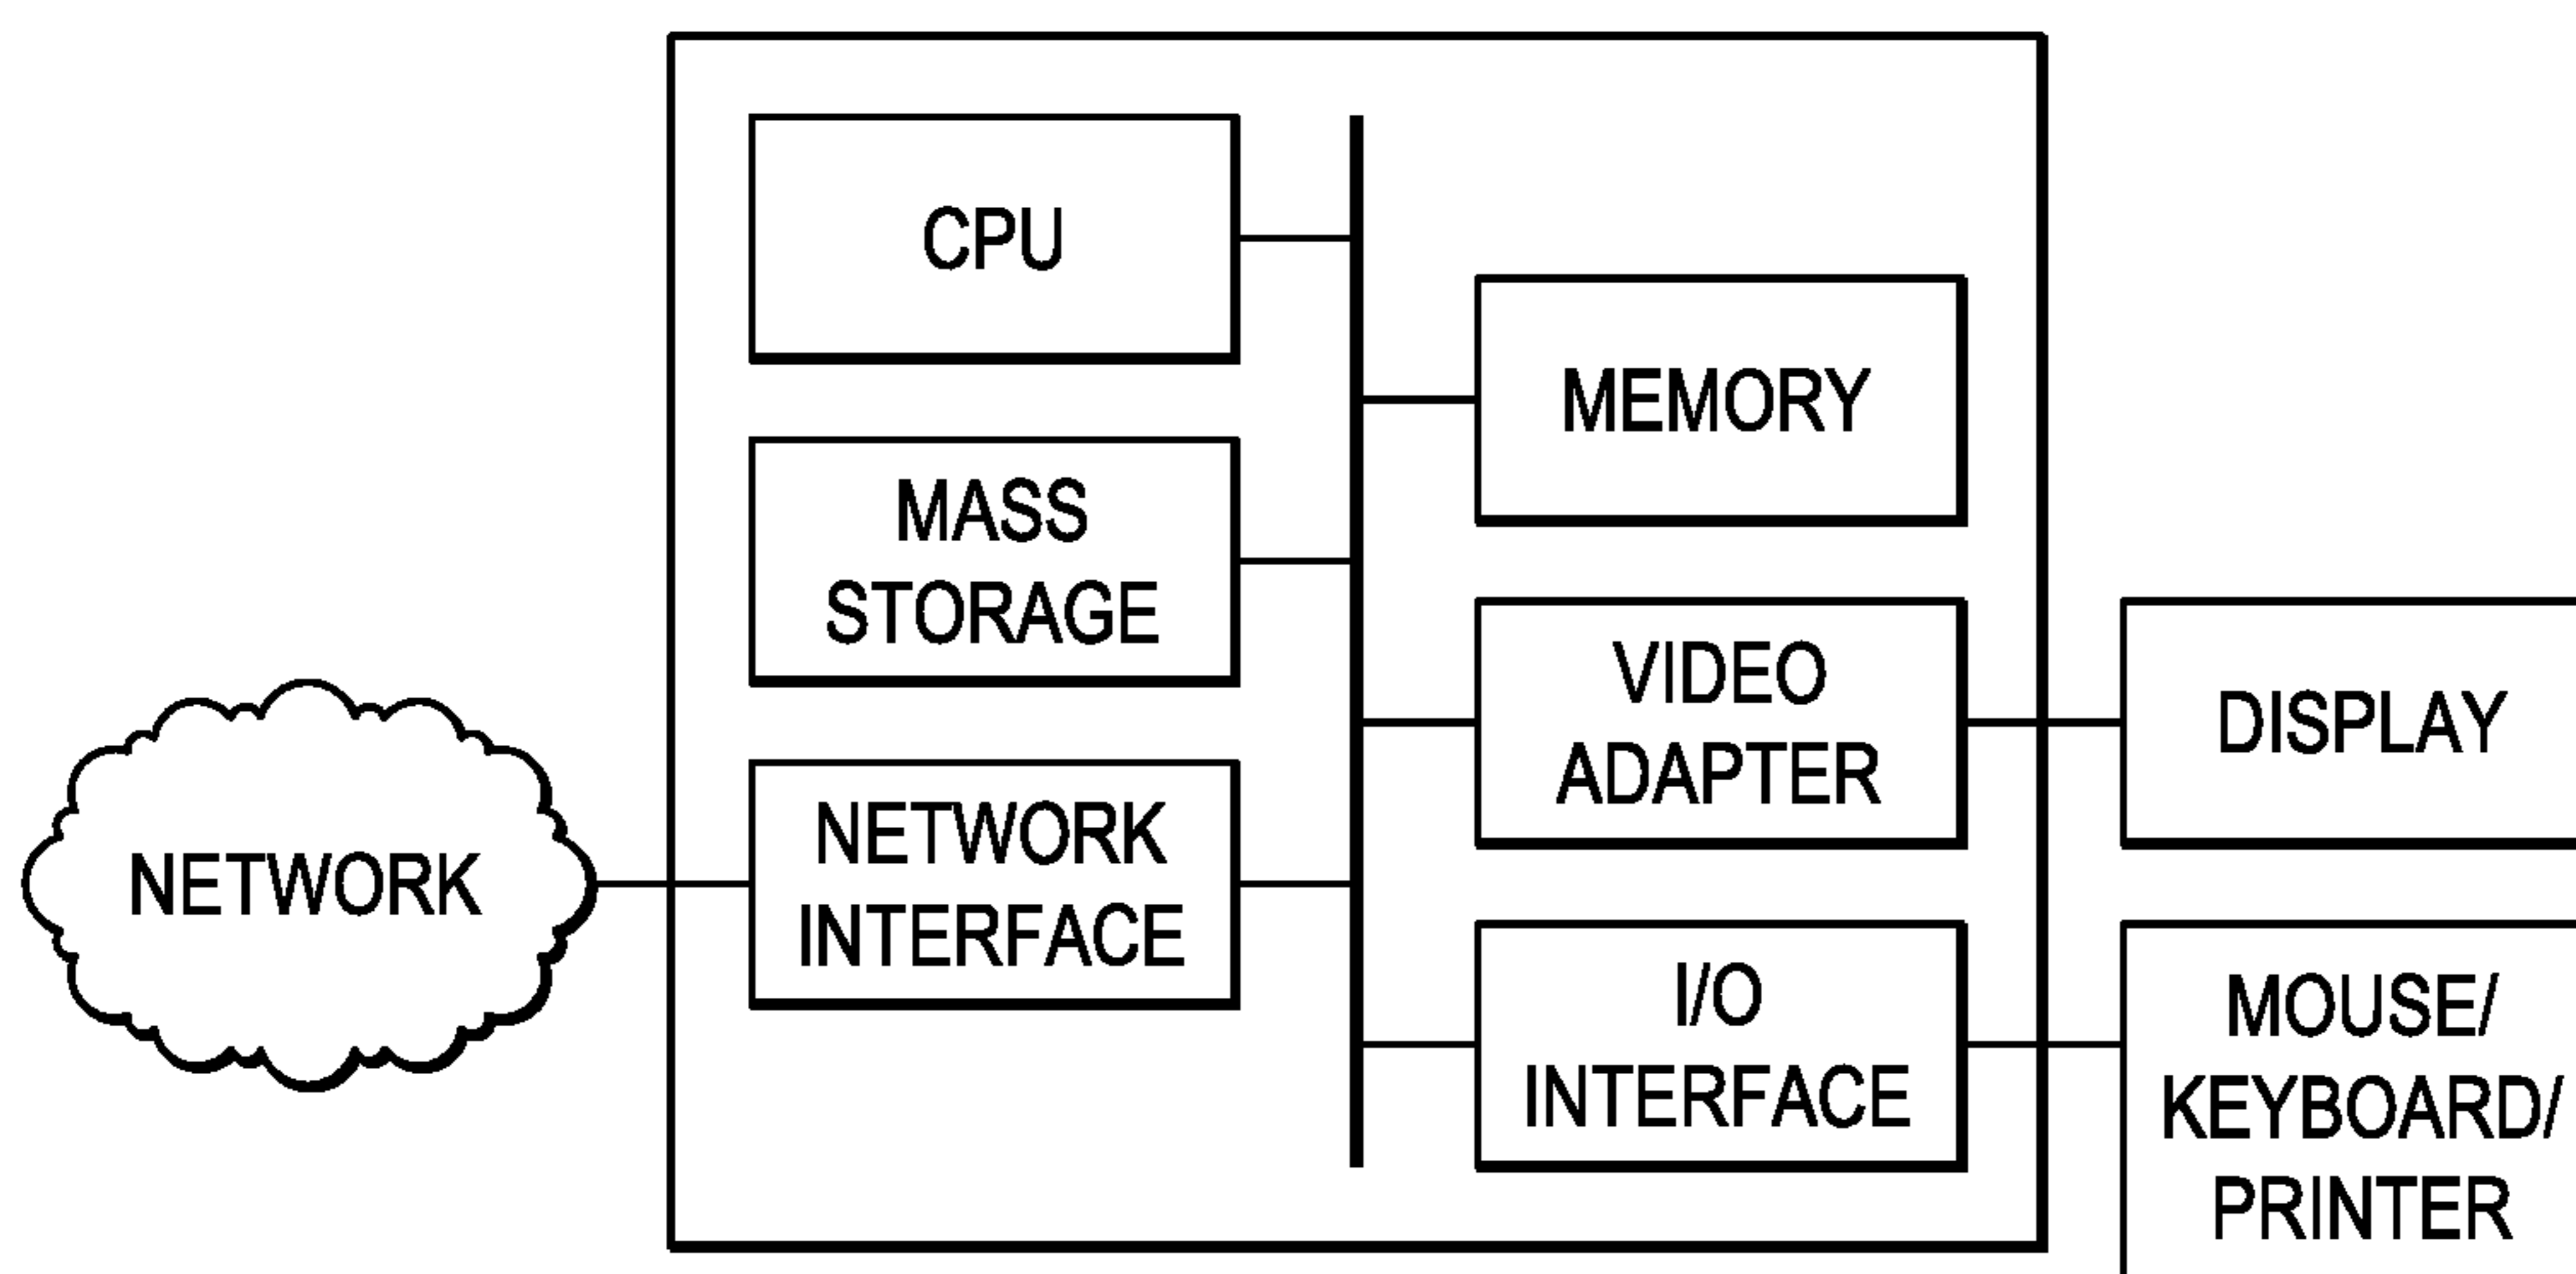 CPU
MEMORY
MASS
STORAGE
VIDEO
ADAPTER
DISPLAY
NETWORK
NETWORK
INTERFACE
I/O
INTERFACE
MOUSE/
KEYBOARD/
PRINTER